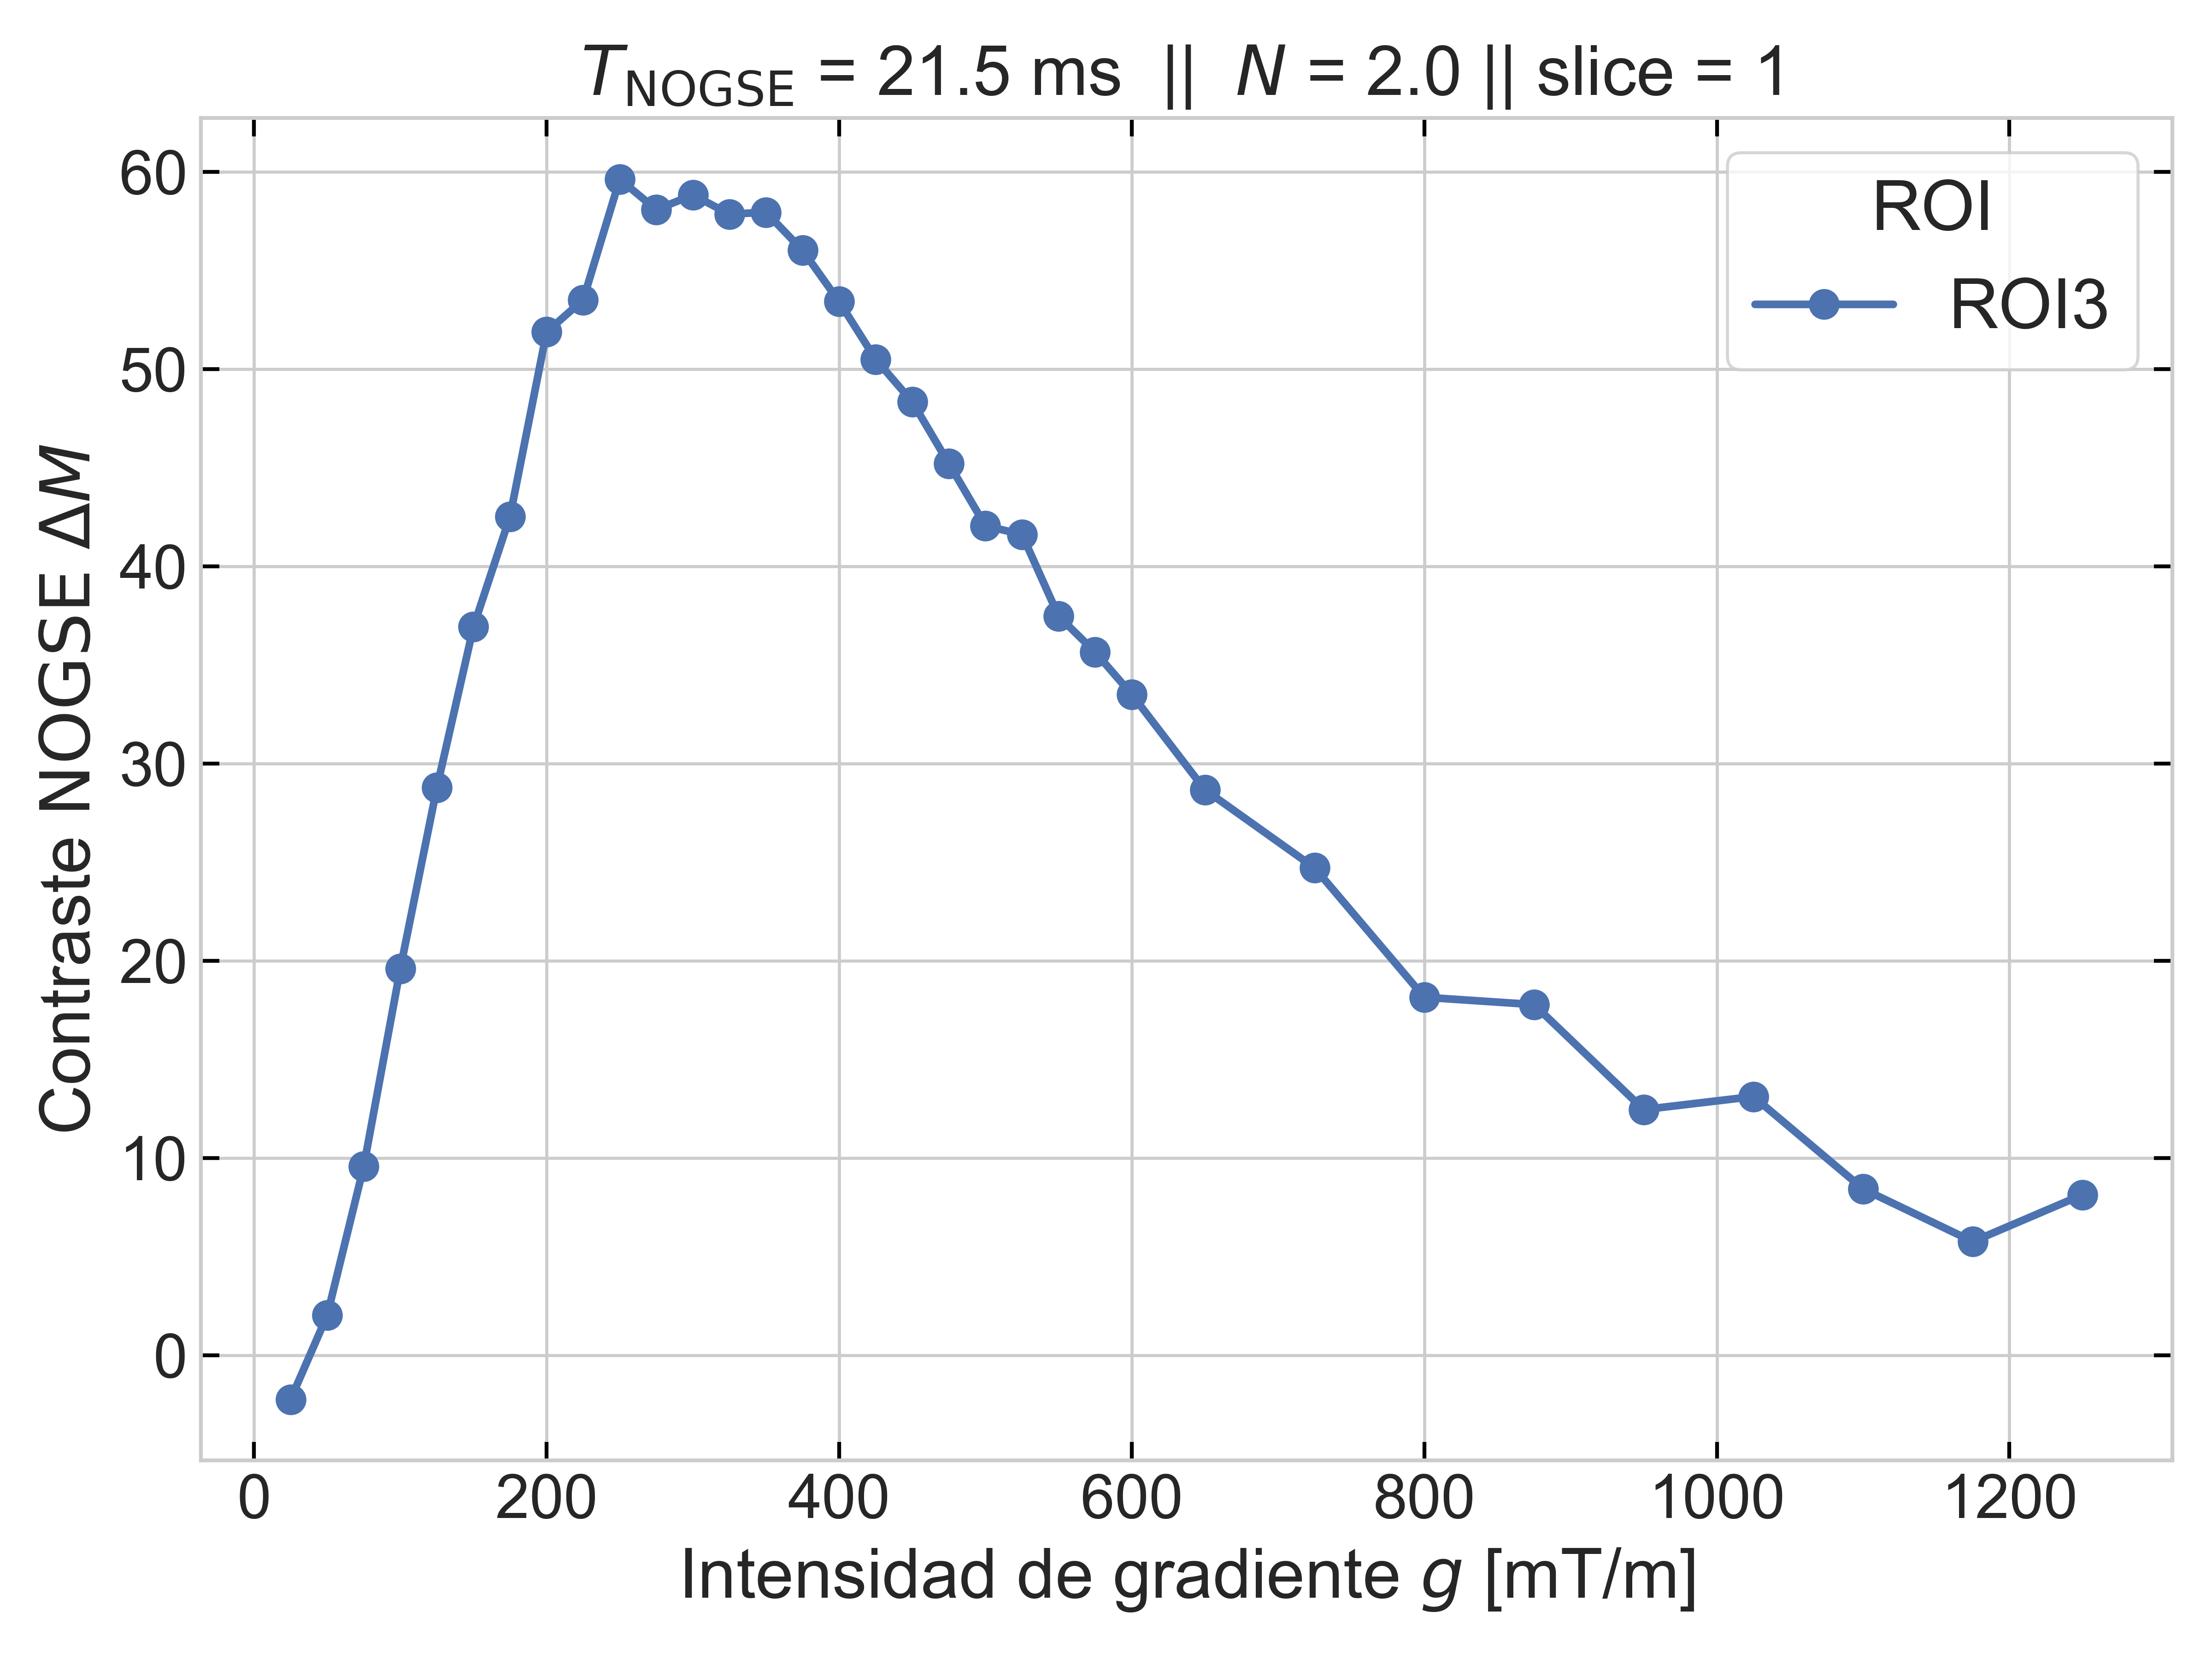 T_NOGSE = 21.5 ms || N = 2.0 || slice = 1
Contraste NOGSE ΔM
60
50
40
30
20
10
0
ROI
ROI3
0 200 400 600 800 1000 1200
Intensidad de gradiente g [mT/m]